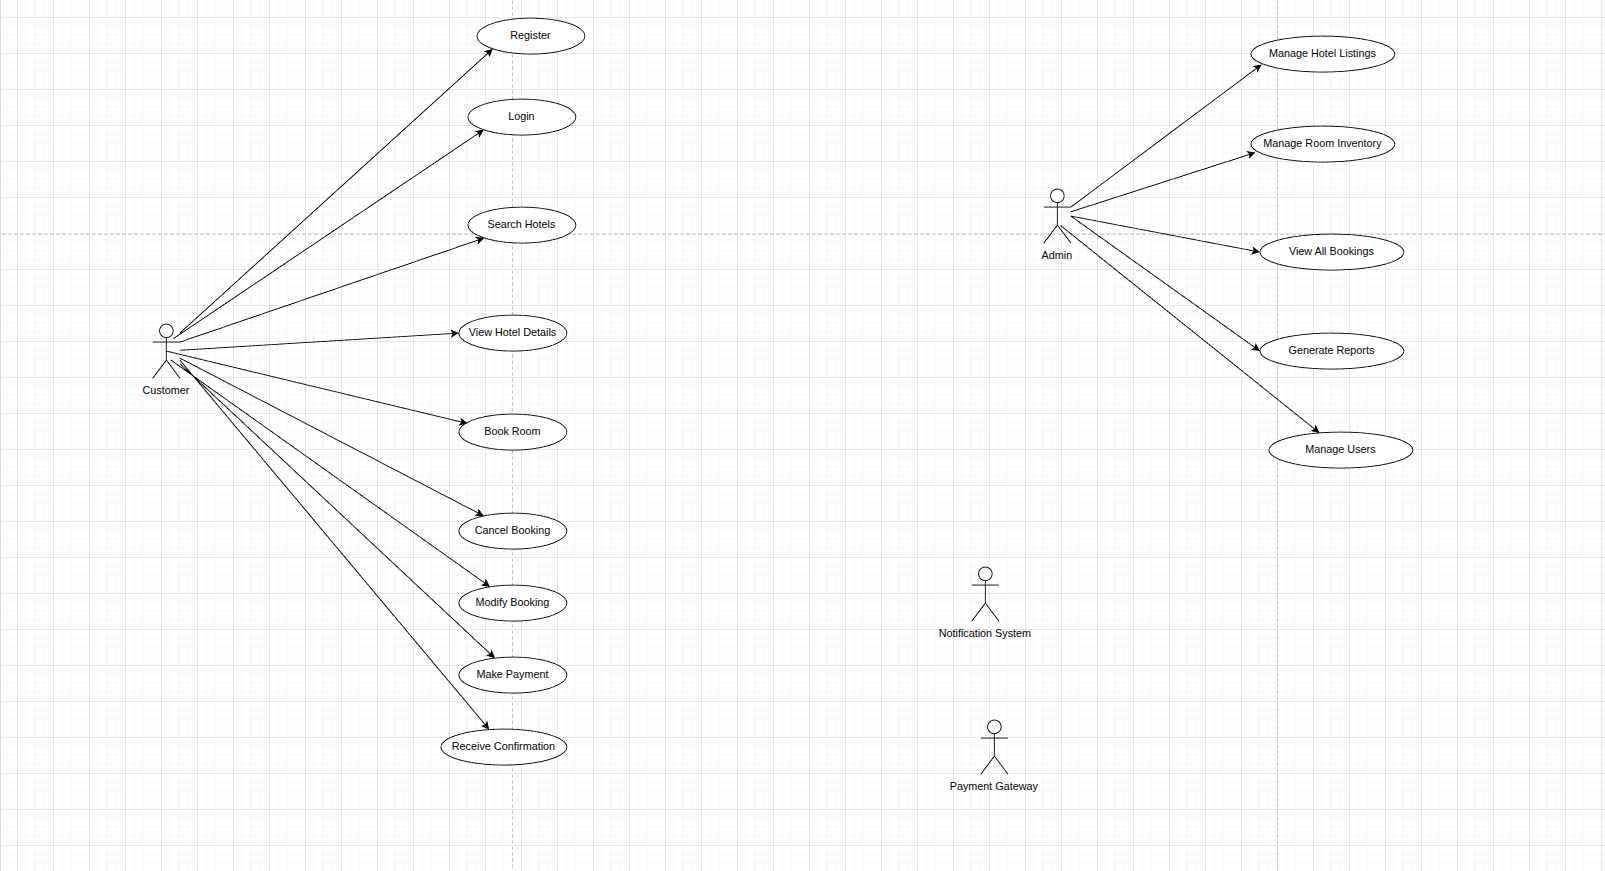 Register
Login
Search Hotels
View Hotel Details
Customer
Book Room
Cancel Booking
Modify Booking
Make Payment
Receive Confirmation
Manage Hotel Listings
Manage Room Inventory
Admin
View All Bookings
Generate Reports
Manage Users
Notification System
Payment Gateway